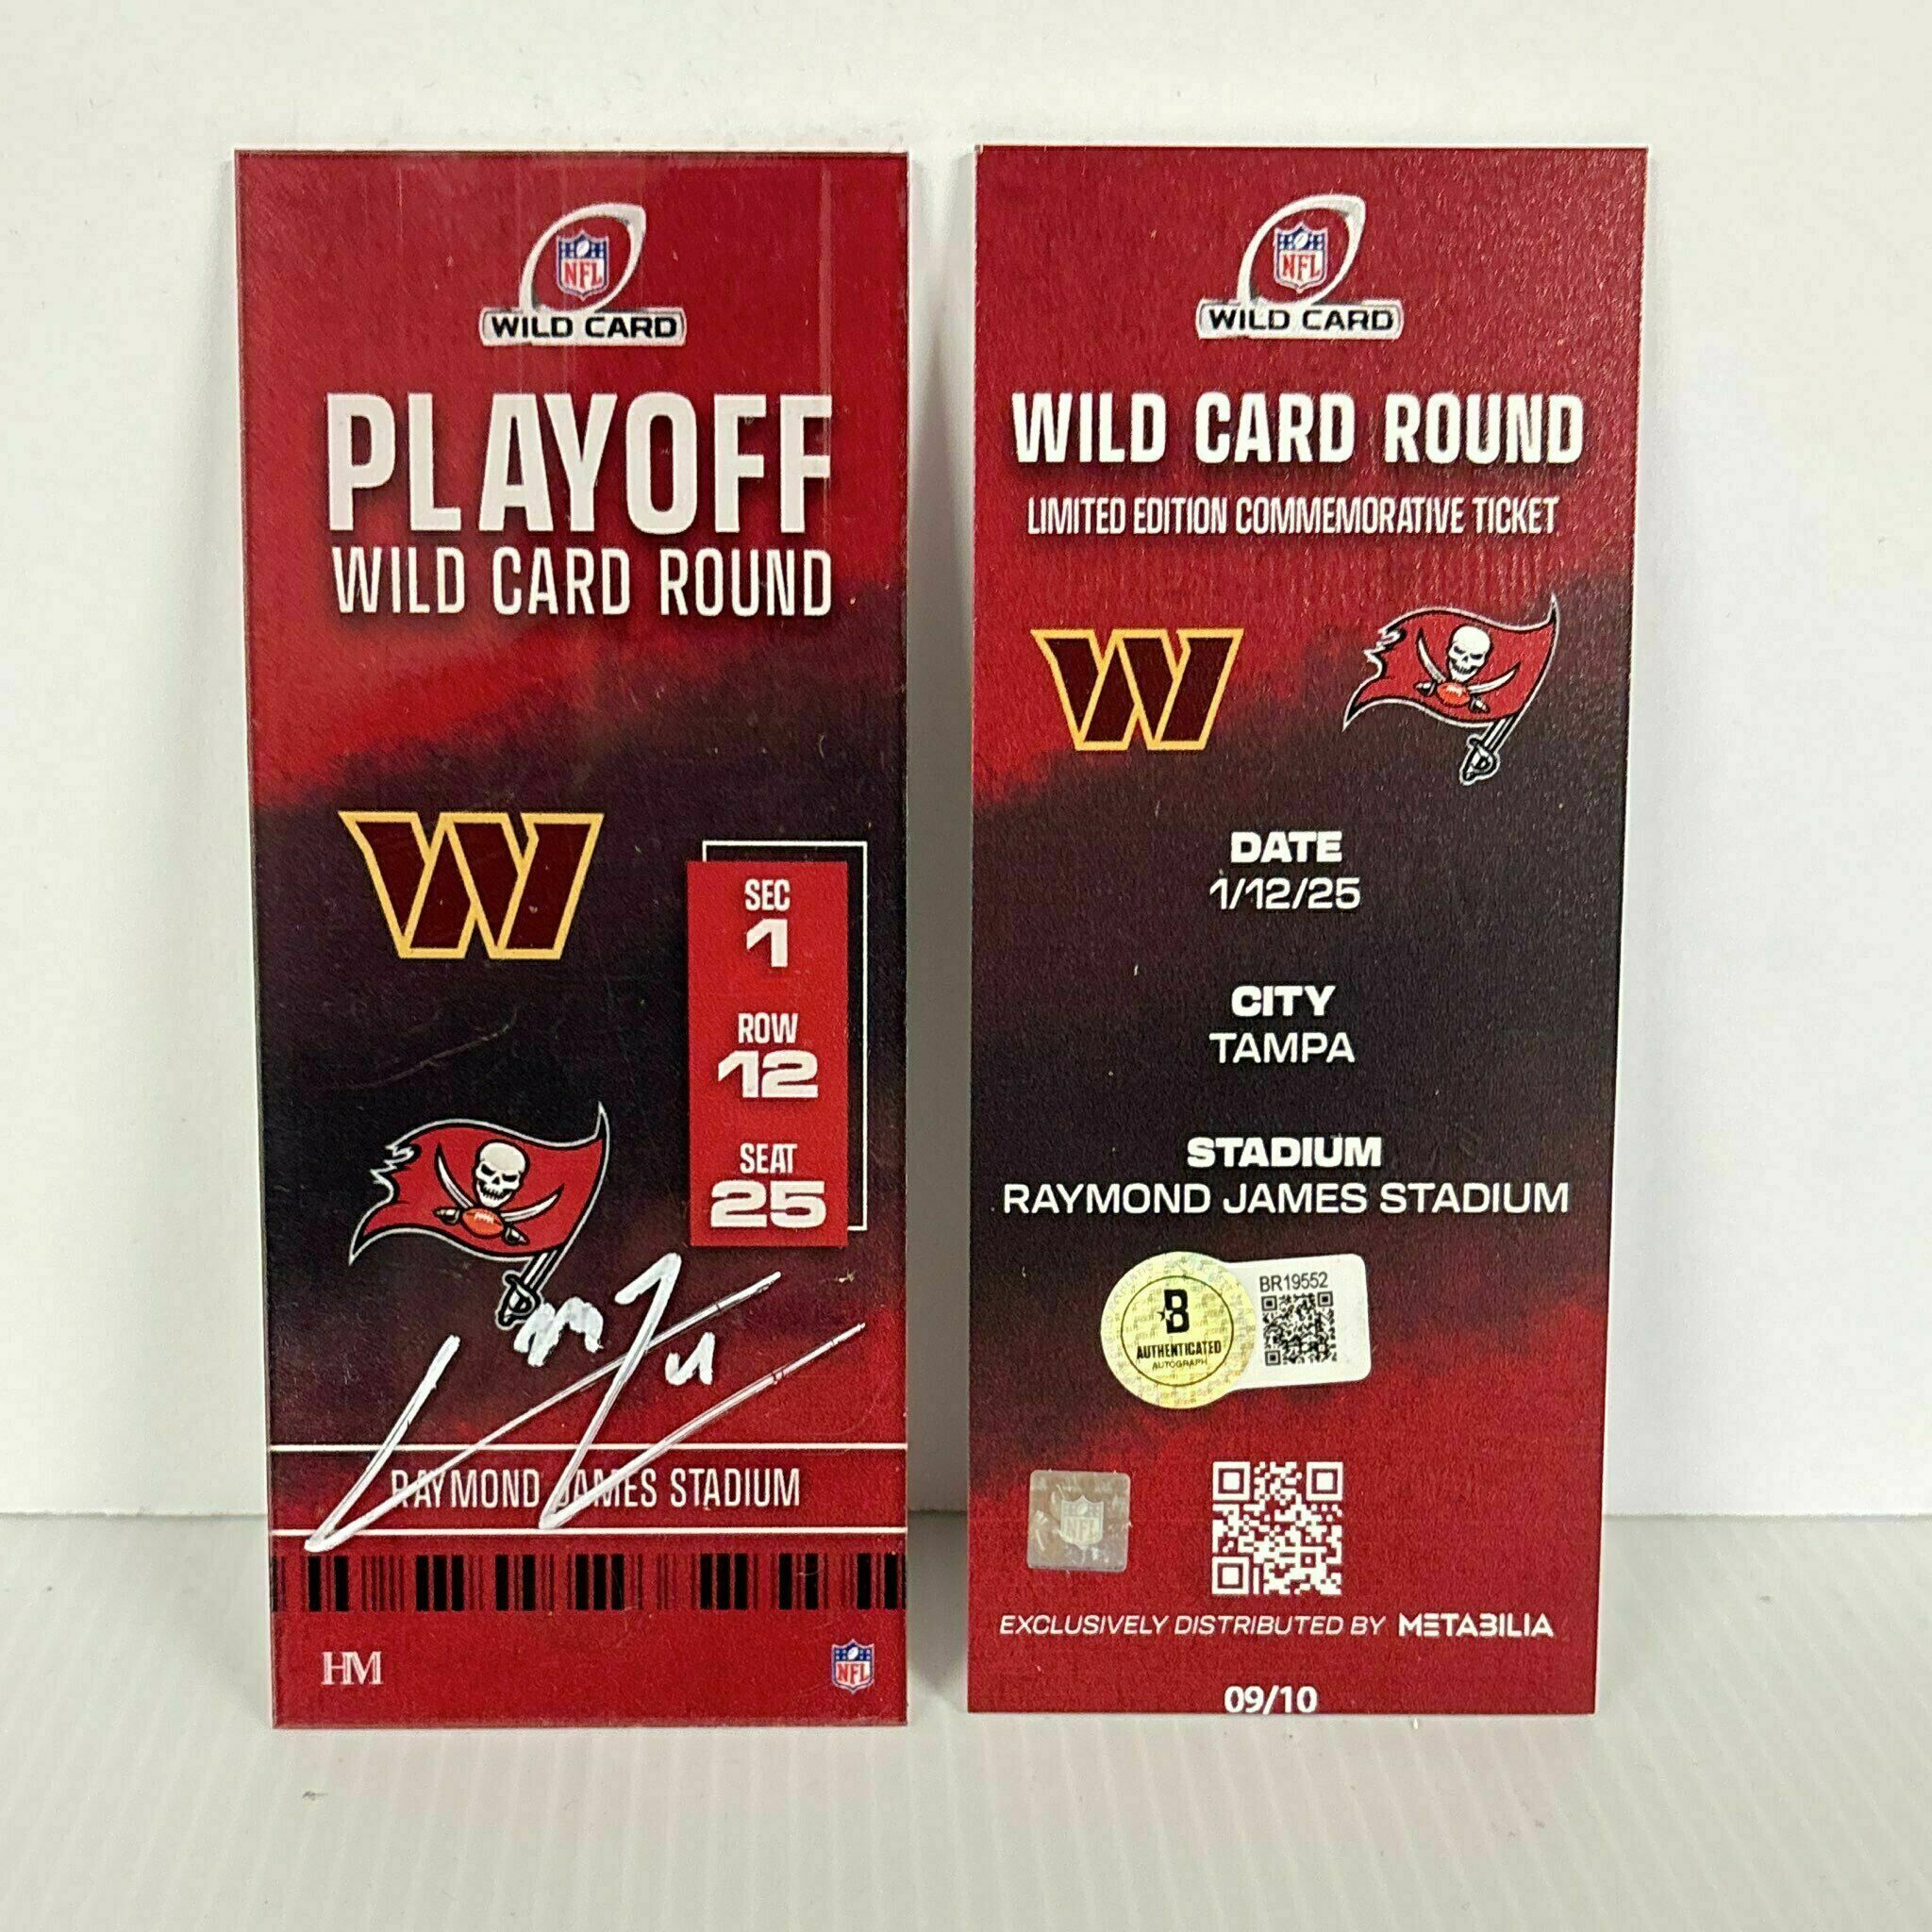 NFL
WILD CARD
PLAYOFF
WILD CARD ROUND
W
SEC
1
ROW
12
SEAT
25
RAYMOND JAMES STADIUM
HM
NFL
NFL
WILD CARD
WILD CARD ROUND
LIMITED EDITION COMMEMORATIVE TICKET
W
DATE
1/12/25
CITY
TAMPA
STADIUM
RAYMOND JAMES STADIUM
B
AUTHENTICATED
AUTOGRAPH
BR19552
NFL
EXCLUSIVELY DISTRIBUTED BY METABILIA
09/10